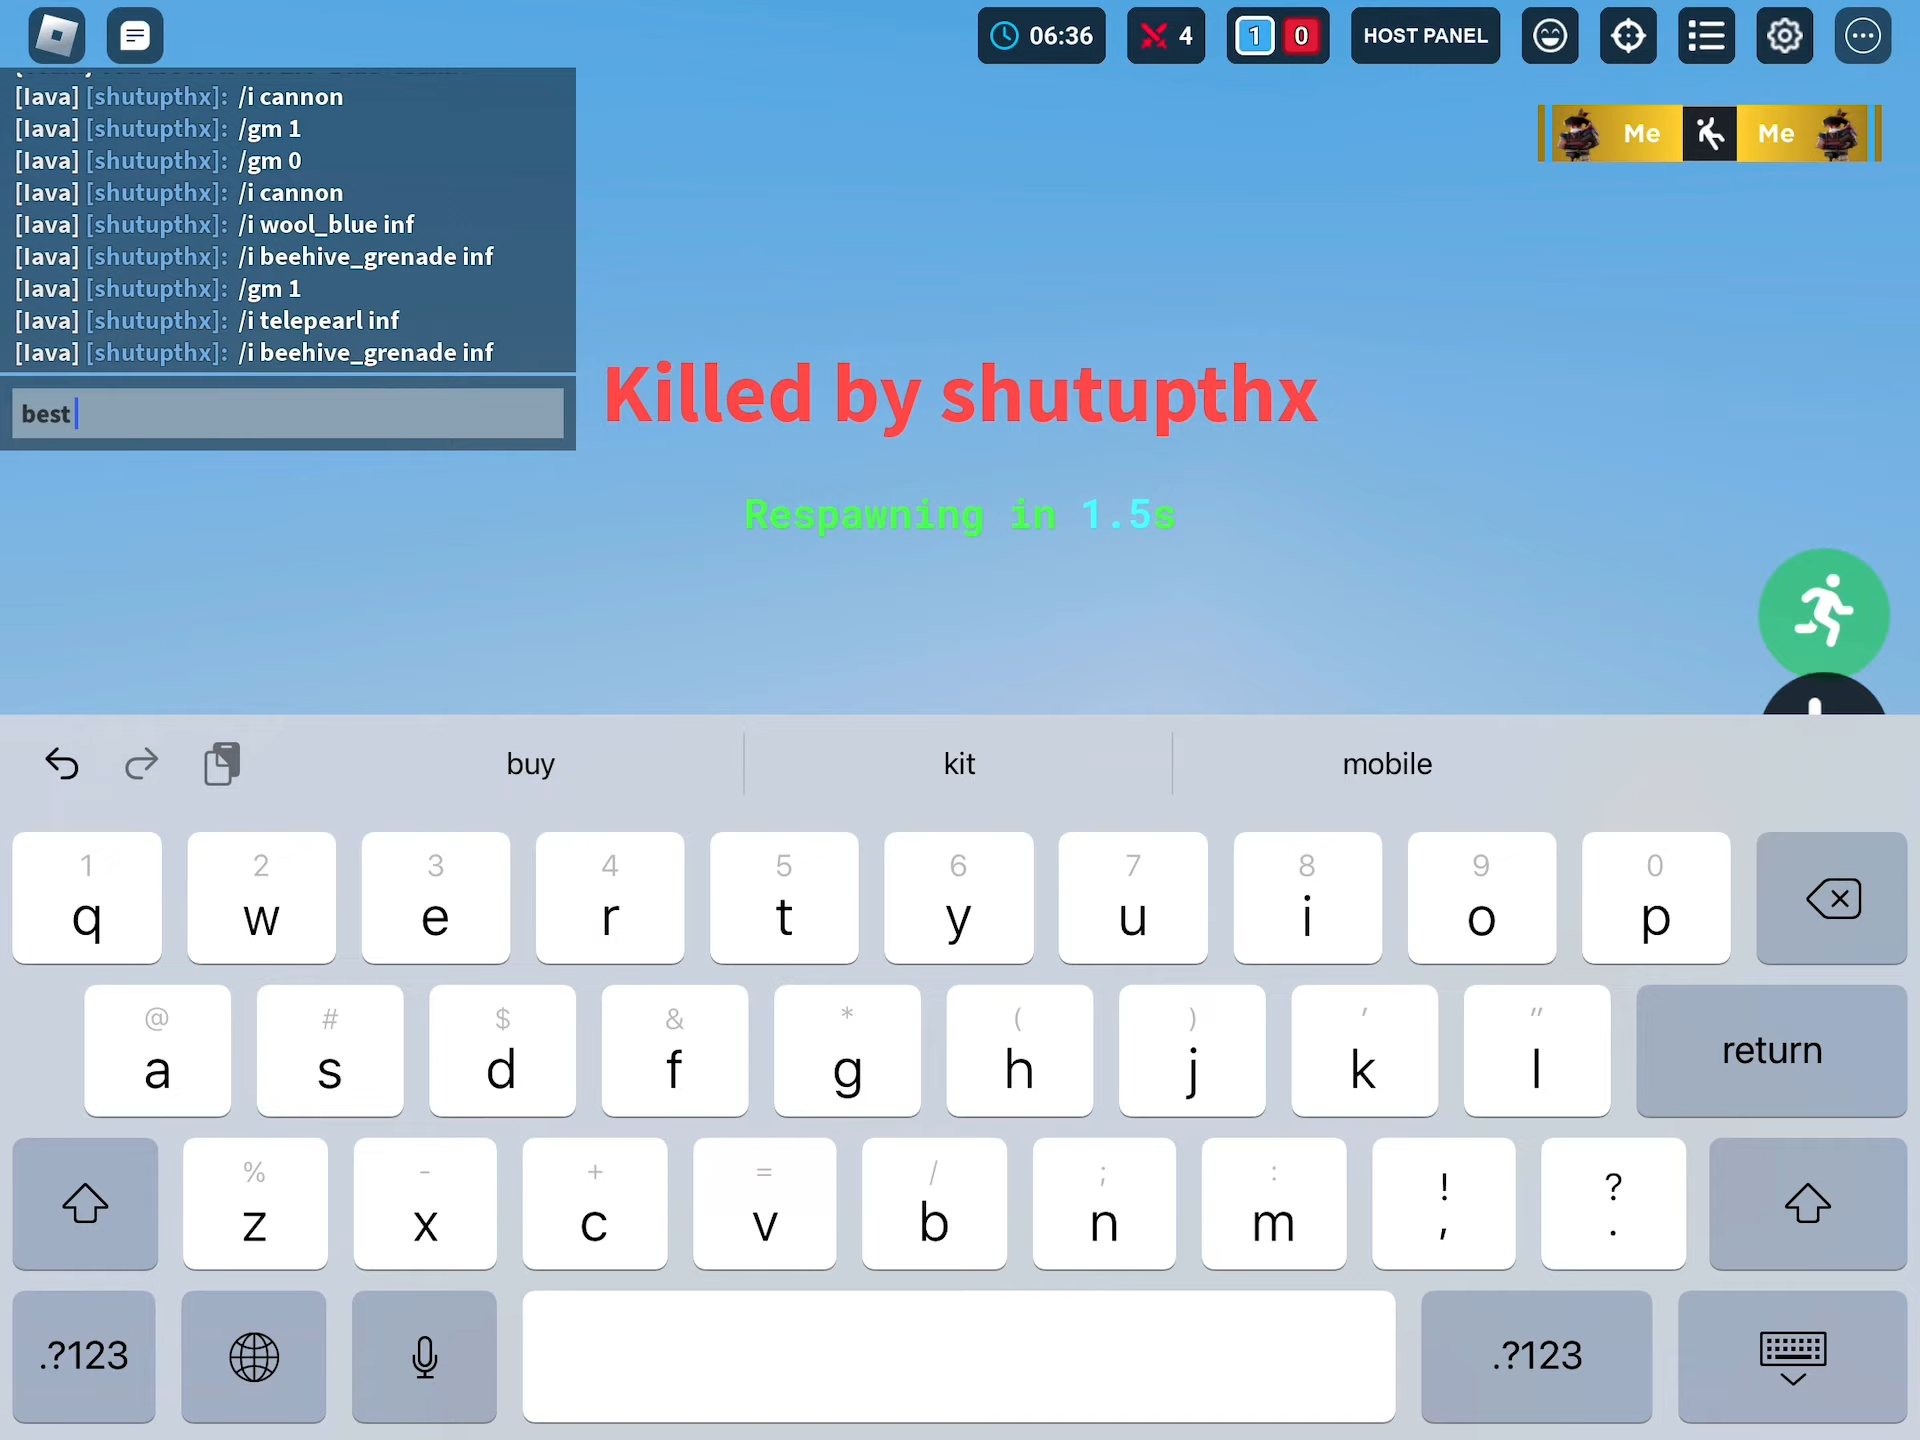 06:36
4
1 0
HOST PANEL
[lava] [shutupthx]: /i cannon
[lava] [shutupthx]: /gm 1
[lava] [shutupthx]: /gm 0
[lava] [shutupthx]: /i cannon
[lava] [shutupthx]: /i wool_blue inf
[lava] [shutupthx]: /i beehive_grenade inf
[lava] [shutupthx]: /gm 1
[lava] [shutupthx]: /i telepearl inf
[lava] [shutupthx]: /i beehive_grenade inf
best
Me Me
Killed by shutupthx
Respawning in 1.5s
buy kit mobile
1 2 3 4 5 6 7 8 9 0
q w e r t y u i o p
@ # $ & * ( ) ' "
a s d f g h j k l return
% - + = / ; : ! ?
z x c v b n m , .
.?123 .?123